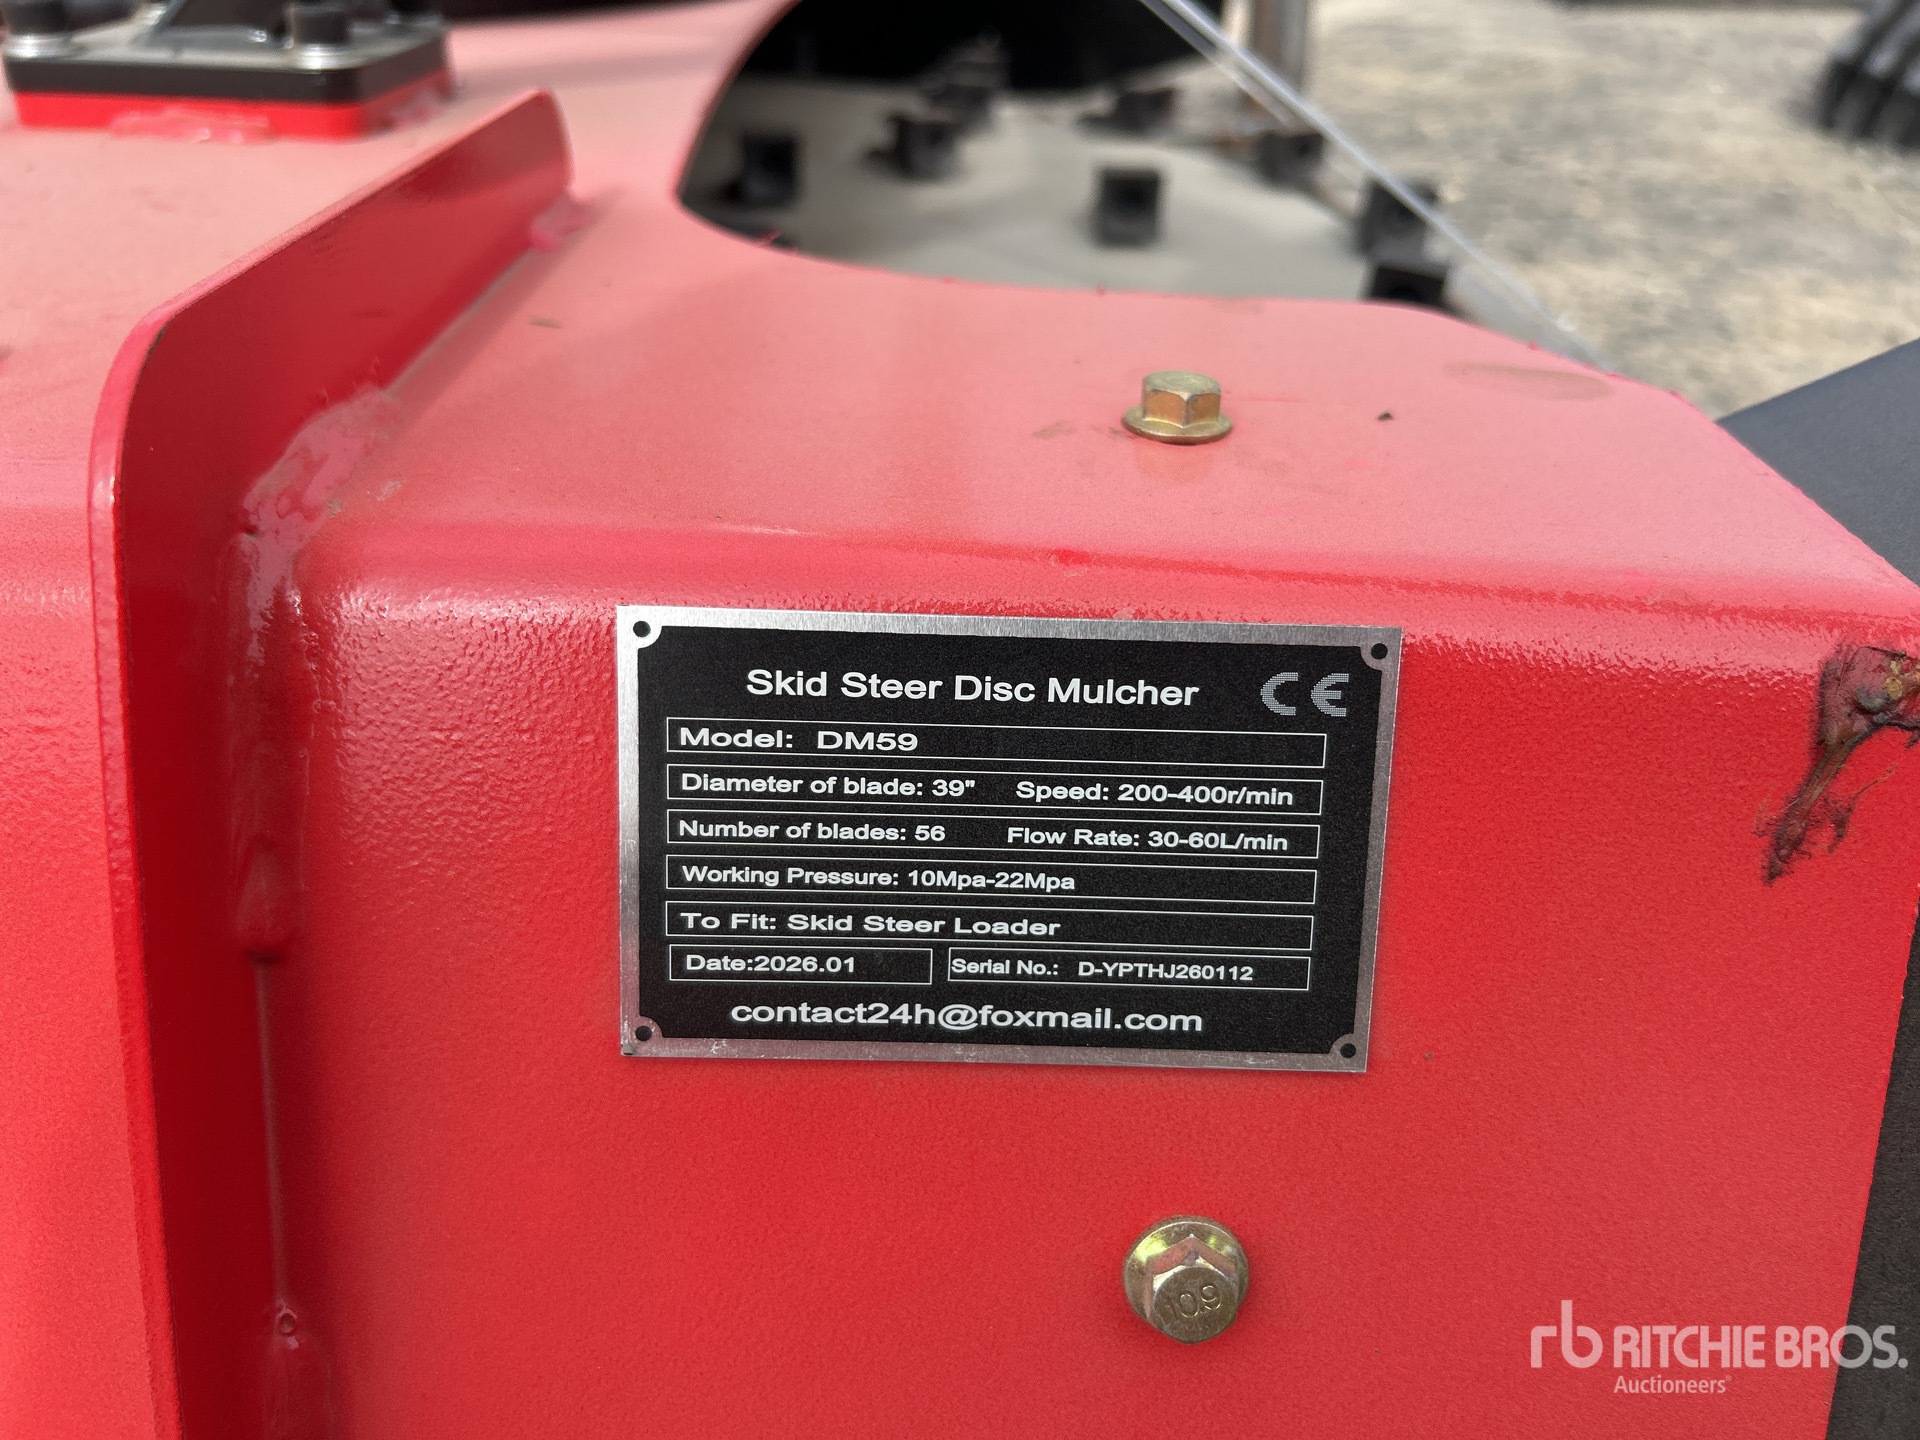 Skid Steer Disc Mulcher CE
Model: DM59
Diameter of blade: 39" Speed: 200-400r/min
Number of blades: 56 Flow Rate: 30-60L/min
Working Pressure: 10Mpa-22Mpa
To Fit: Skid Steer Loader
Date:2026.01 Serial No.: D-YPTHJ260112
contact24h@foxmail.com
10.9
rb RITCHIE BROS.
Auctioneers